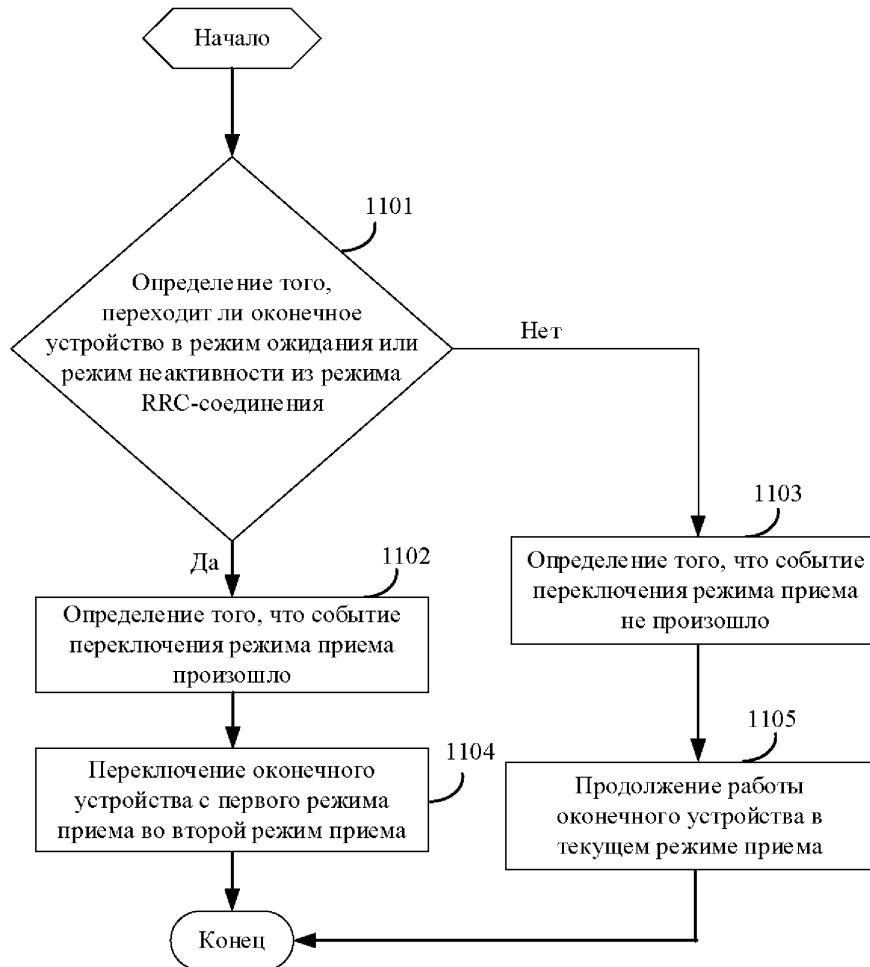 Начало
1101
Определение того,
переходит ли оконечное
устройство в режим ожидания или
режим неактивности из режима
RRC-соединения
Нет
Да
1102
Определение того, что событие
переключения режима приема
произошло
1103
Определение того, что событие
переключения режима приема
не произошло
1104
Переключение оконечного
устройства с первого режима
приема во второй режим приема
1105
Продолжение работы
оконечного устройства в
текущем режиме приема
Конец